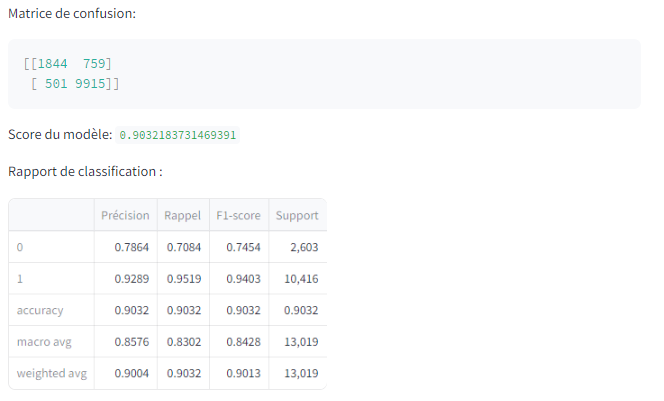 Matrice de confusion:
[[1844  759]
 [ 501 9915]]
Score du modèle: 0.9032183731469391
Rapport de classification :
Précision Rappel F1-score Support
0 0.7864 0.7084 0.7454 2,603
1 0.9289 0.9519 0.9403 10,416
accuracy 0.9032 0.9032 0.9032 0.9032
macro avg 0.8576 0.8302 0.8428 13,019
weighted avg 0.9004 0.9032 0.9013 13,019